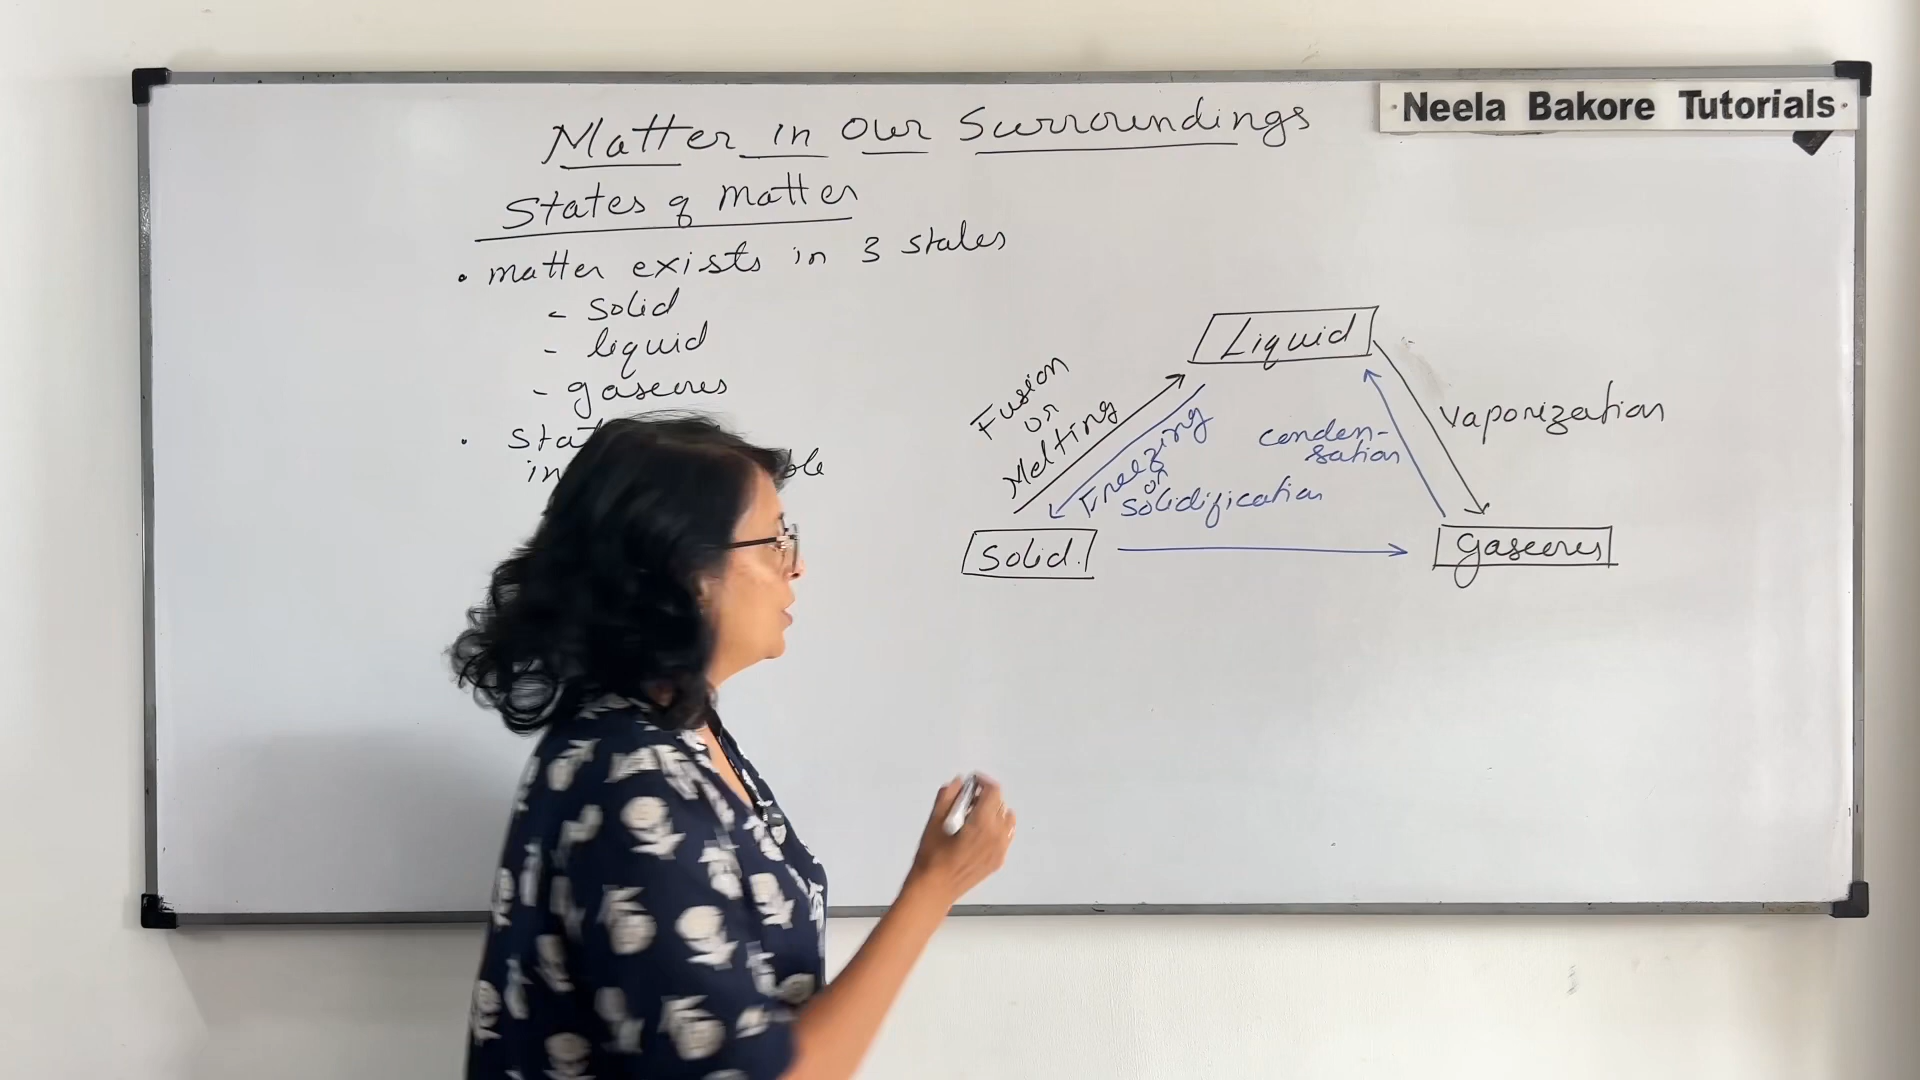 Neela Bakore Tutorials
Matter in Our Surroundings
States of matter
• matter exists in 3 states
- solid
- liquid
- gaseous
•
Liquid
Fusion
or
Melting
Freezing
or
Solidification
conden-
sation
vaporization
Solid.
gaseous